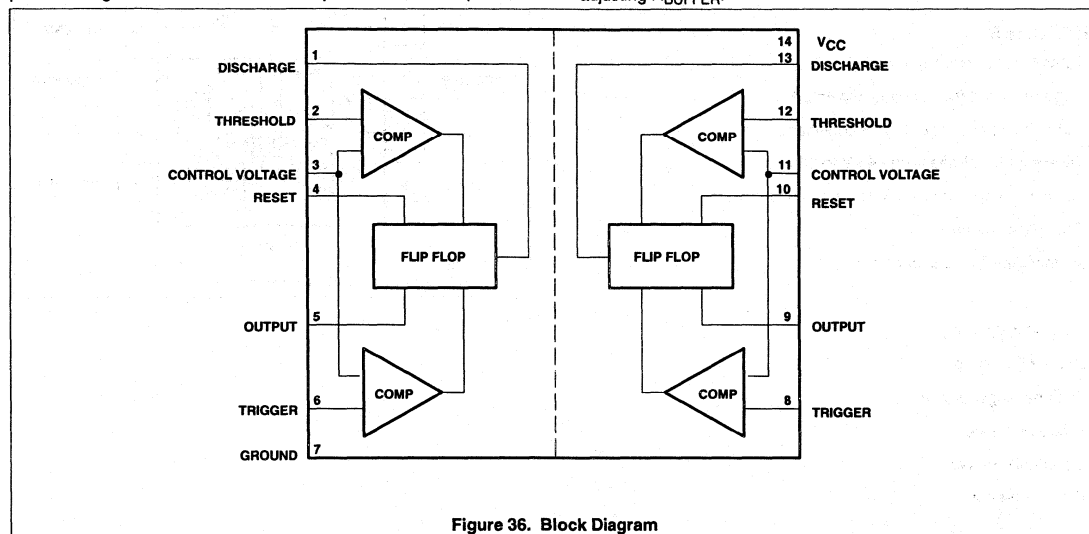 adjusting RBUFFER.
1
DISCHARGE
2
THRESHOLD
COMP
3
CONTROL VOLTAGE
4
RESET
FLIP FLOP
5
OUTPUT
COMP
6
TRIGGER
7
GROUND
14 VCC
13
DISCHARGE
12
THRESHOLD
COMP
11
CONTROL VOLTAGE
10
RESET
FLIP FLOP
9
OUTPUT
COMP
8
TRIGGER
Figure 36. Block Diagram